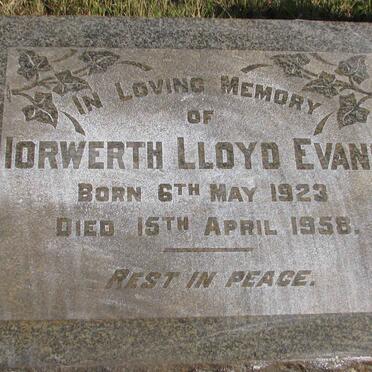 In Loving Memory
of
Iorwerth Lloyd Evans
Born 6th May 1923
Died 15th April 1958.
Rest in peace.